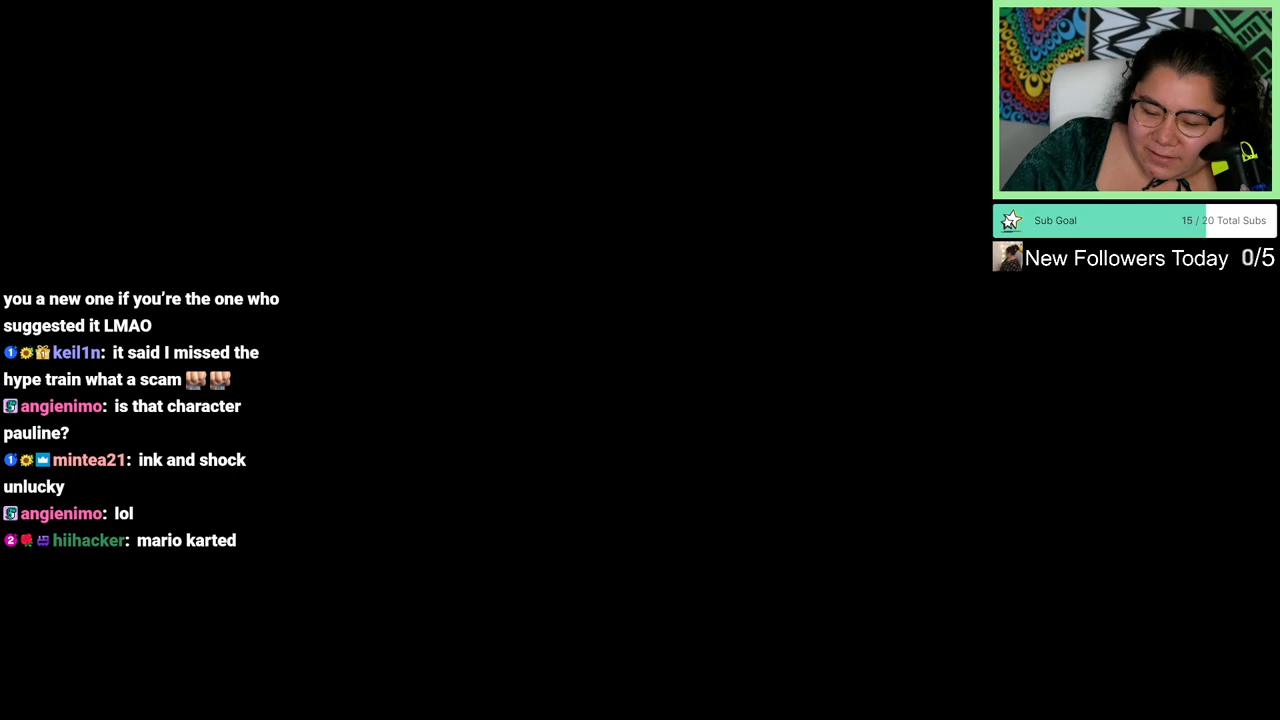 Sub Goal 15 / 20 Total Subs
New Followers Today 0/5
you a new one if you’re the one who
suggested it LMAO
keil1n: it said I missed the
hype train what a scam
angienimo: is that character
pauline?
mintea21: ink and shock
unlucky
angienimo: lol
hiihacker: mario karted